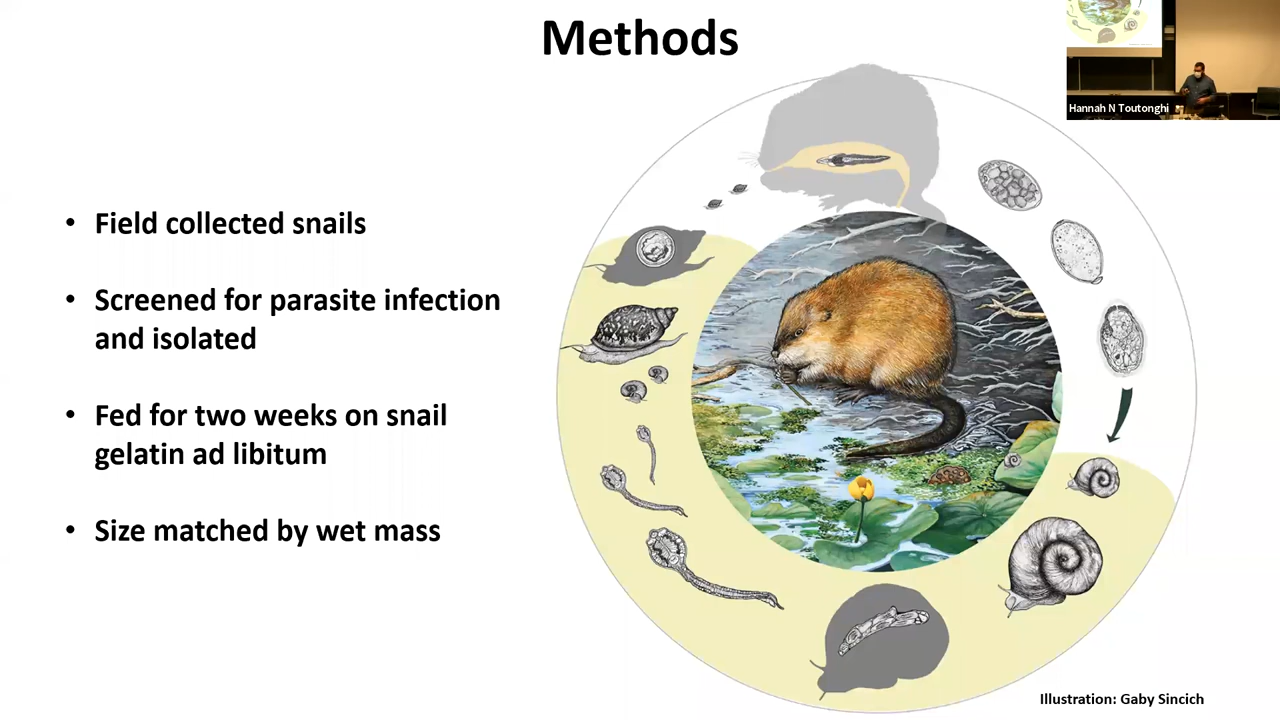 Methods
Hannah N Toutonghi
• Field collected snails
• Screened for parasite infection
and isolated
• Fed for two weeks on snail
gelatin ad libitum
• Size matched by wet mass
Illustration: Gaby Sincich